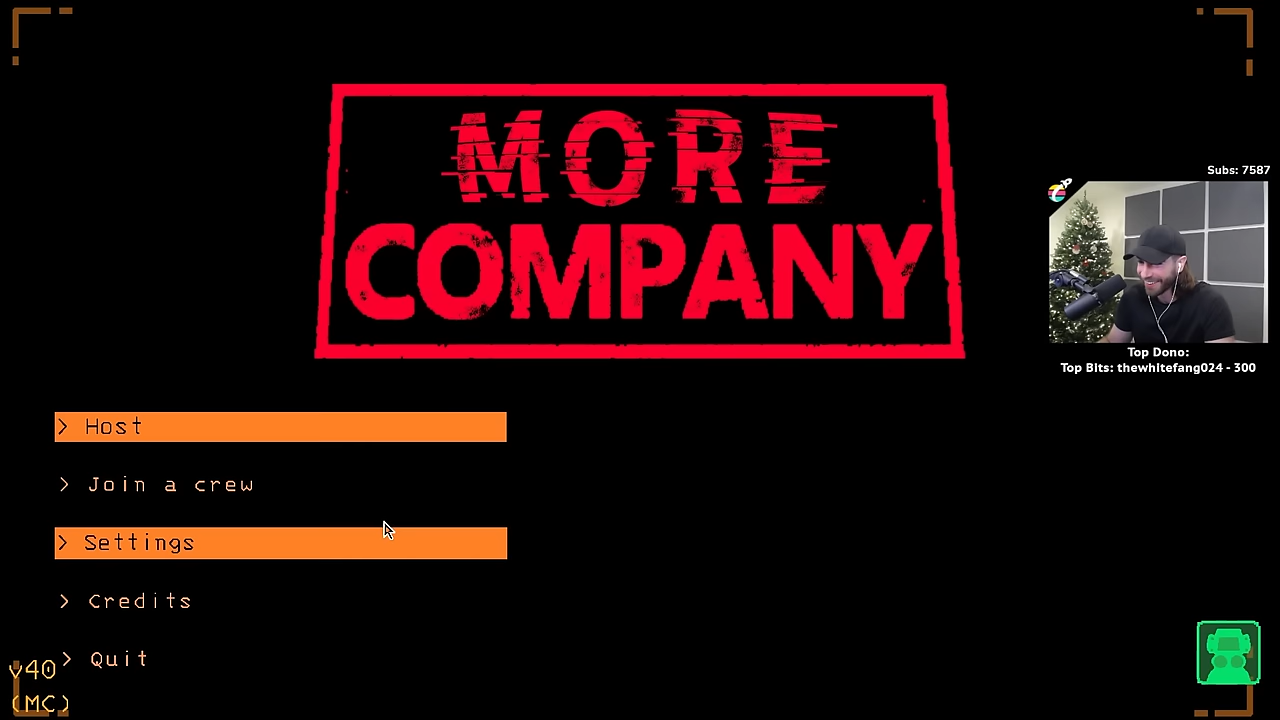 MORE
COMPANY
Subs: 7587
Top Dono:
Top Bits: thewhitefang024 - 300
> Host
> Join a crew
> Settings
> Credits
> Quit
v40
(MC)